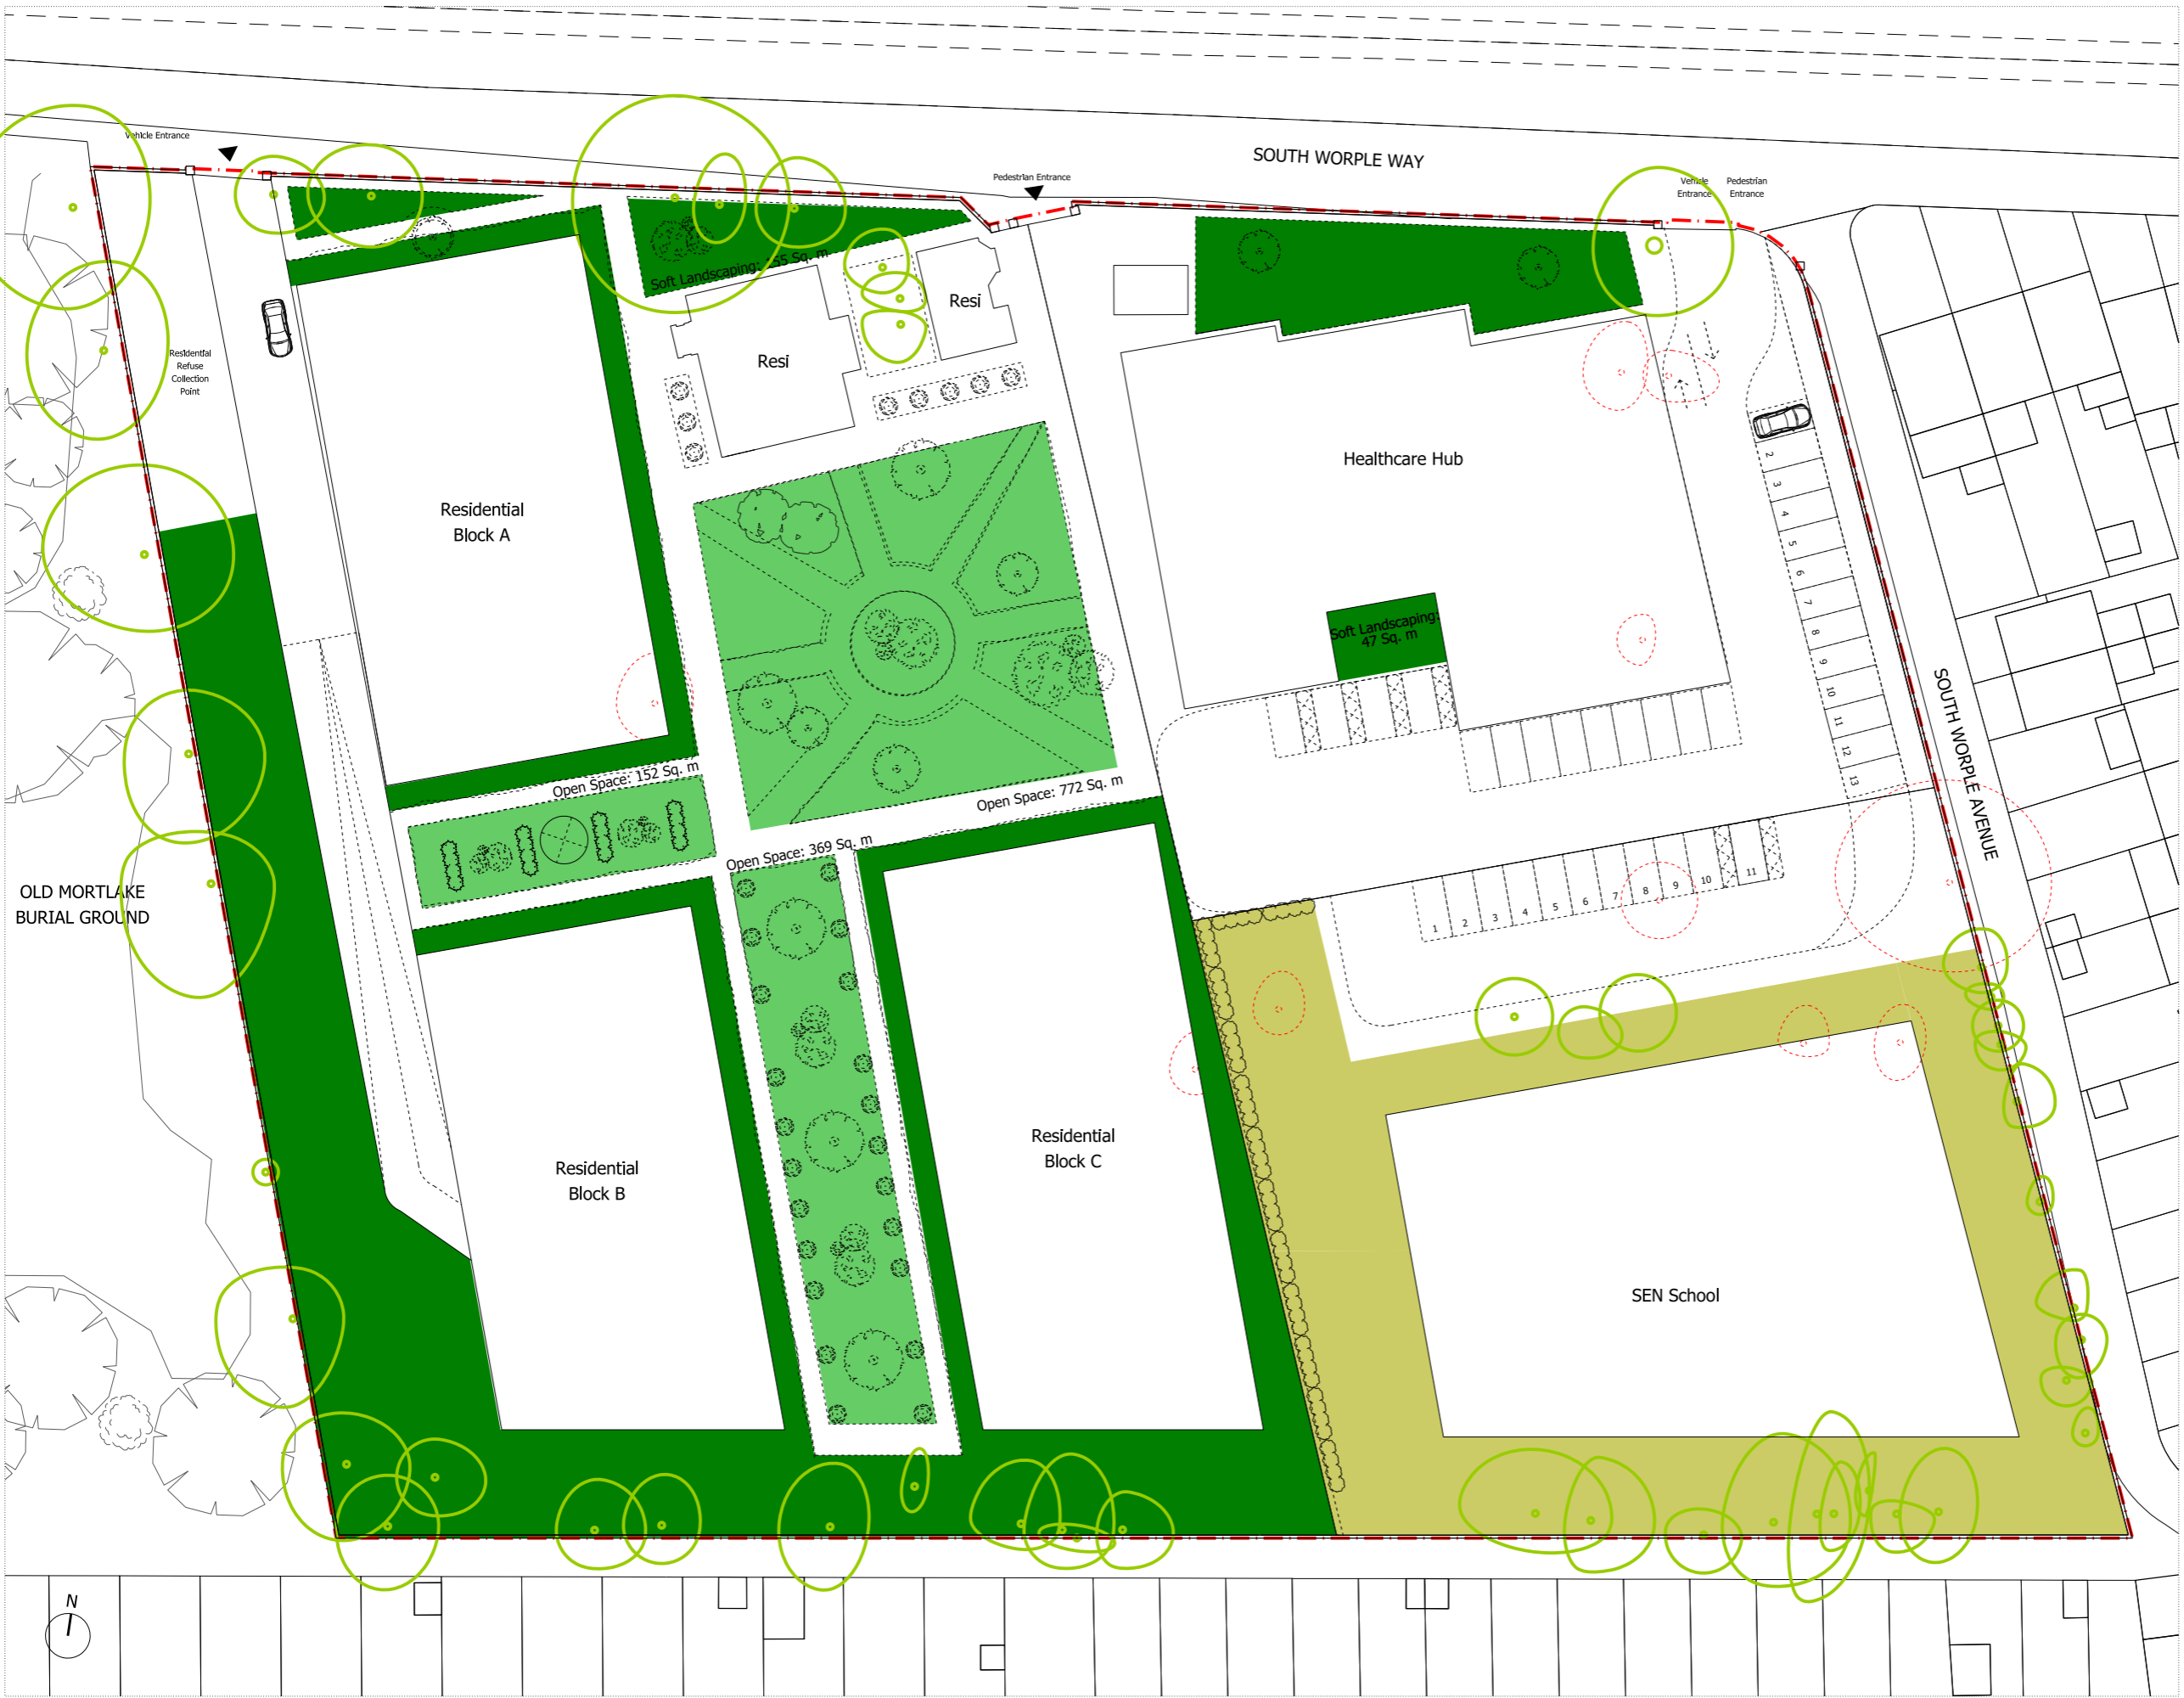 Vehicle Entrance
SOUTH WORPLE WAY
Pedestrian Entrance
Vehicle
Entrance
Pedestrian
Entrance
Soft Landscaping: 155 Sq. m
Resi
Resi
Residential
Refuse
Collection
Point
Healthcare Hub
Residential
Block A
2
3
4
5
6
7
8
9
10
11
12
13
Soft Landscaping:
47 Sq. m
SOUTH WORPLE AVENUE
Open Space: 152 Sq. m
Open Space: 772 Sq. m
Open Space: 369 Sq. m
OLD MORTLAKE
BURIAL GROUND
1
2
3
4
5
6
7
8
9
10
11
Residential
Block B
Residential
Block C
SEN School
N